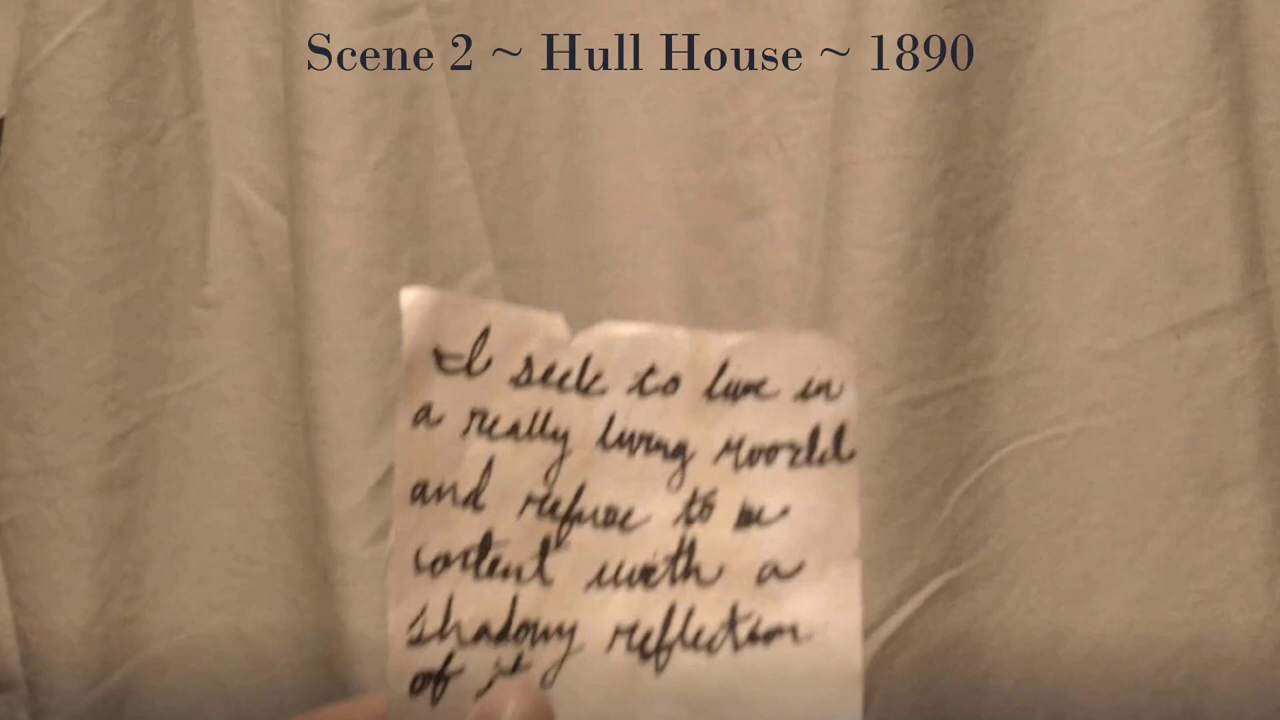 Scene 2 ~ Hull House ~ 1890
I seek to live in
a really living world
and refuse to be
content with a
shadowy reflection
of it